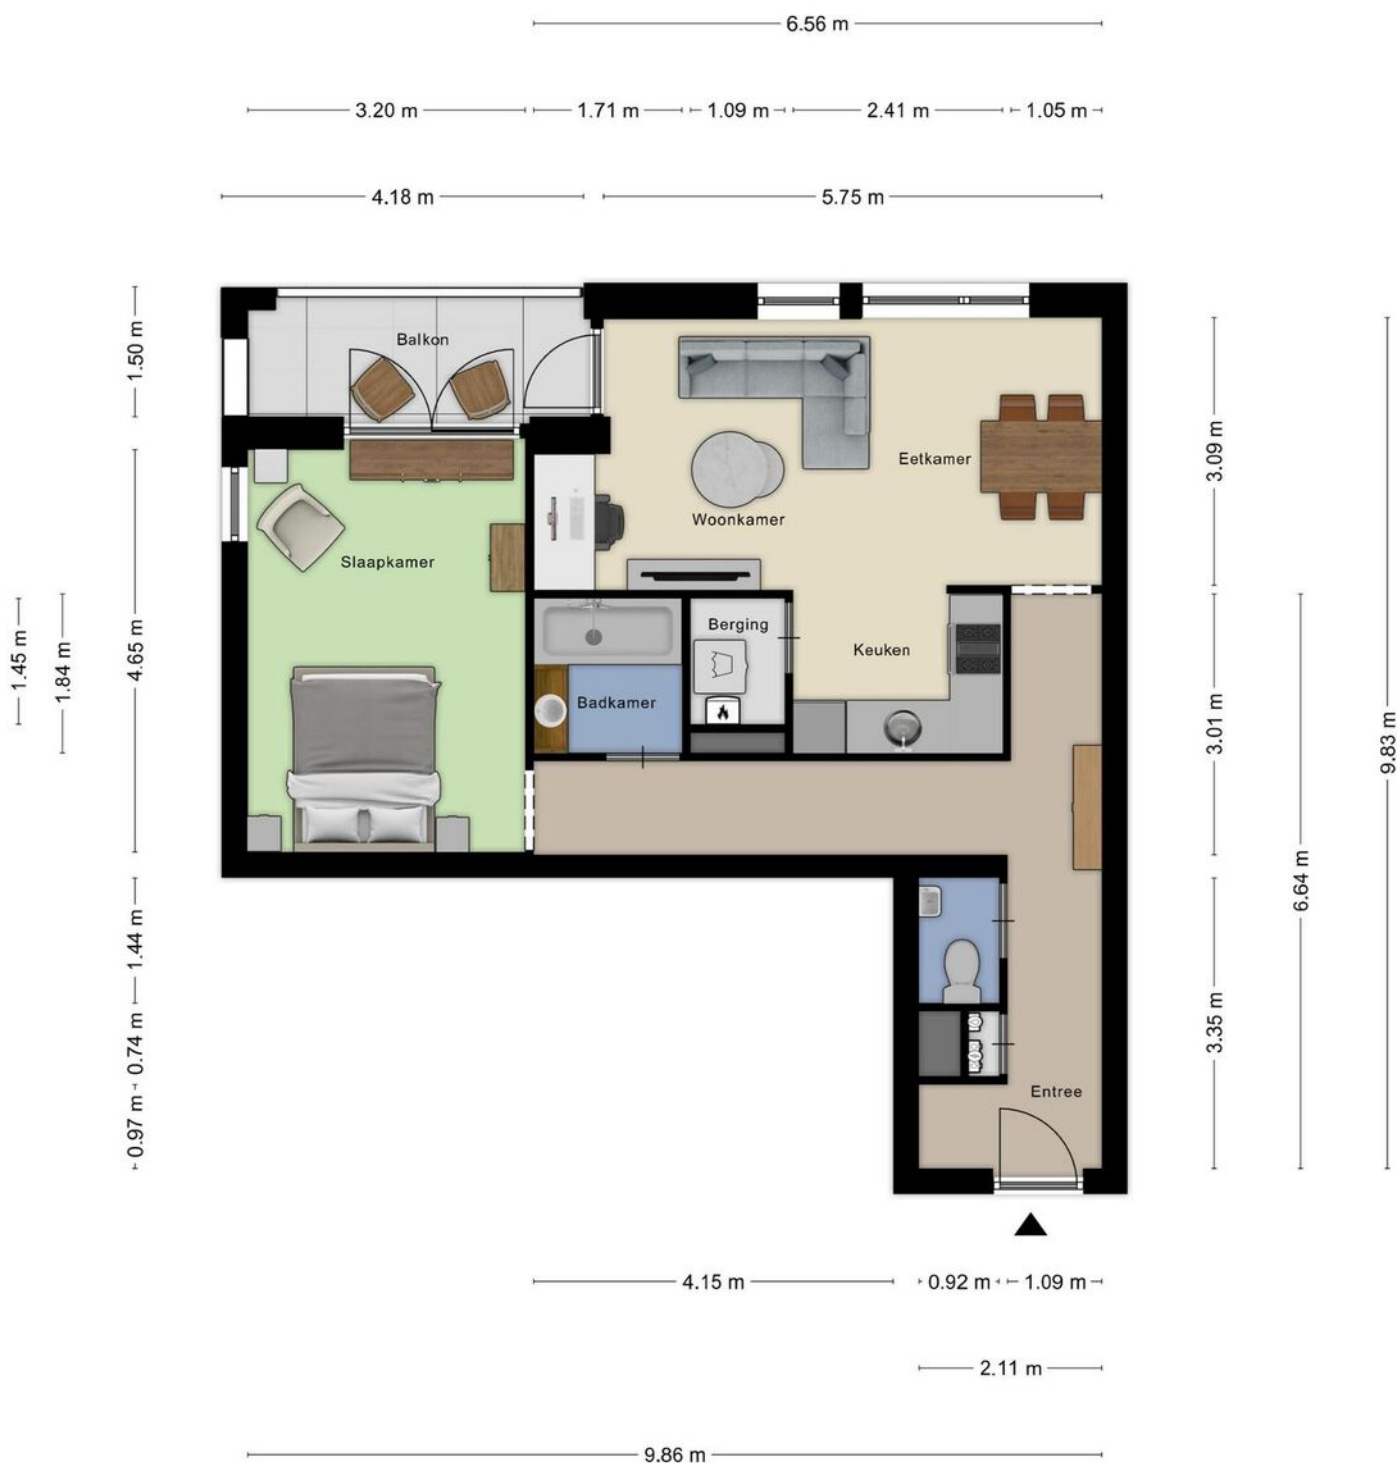 6.56 m
3.20 m
1.71 m
1.09 m
2.41 m
1.05 m
4.18 m
5.75 m
Balkon
1.50 m
3.09 m
Eetkamer
Woonkamer
Slaapkamer
Berging
Keuken
Badkamer
1.45 m
1.84 m
4.65 m
3.01 m
9.83 m
6.64 m
1.44 m
0.74 m
0.97 m
3.35 m
Entree
4.15 m
0.92 m
1.09 m
2.11 m
9.86 m